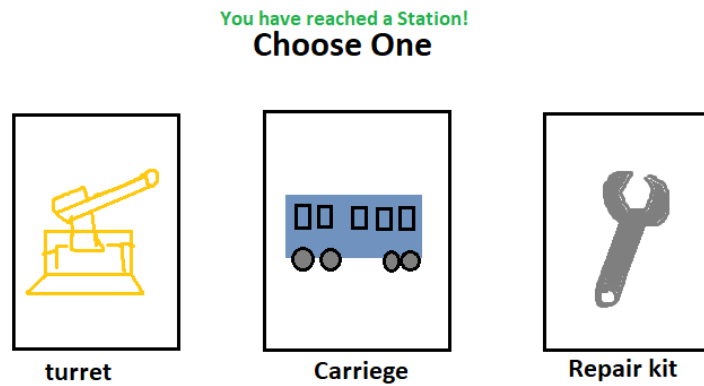 You have reached a Station!
Choose One
turret
Carriege
Repair kit